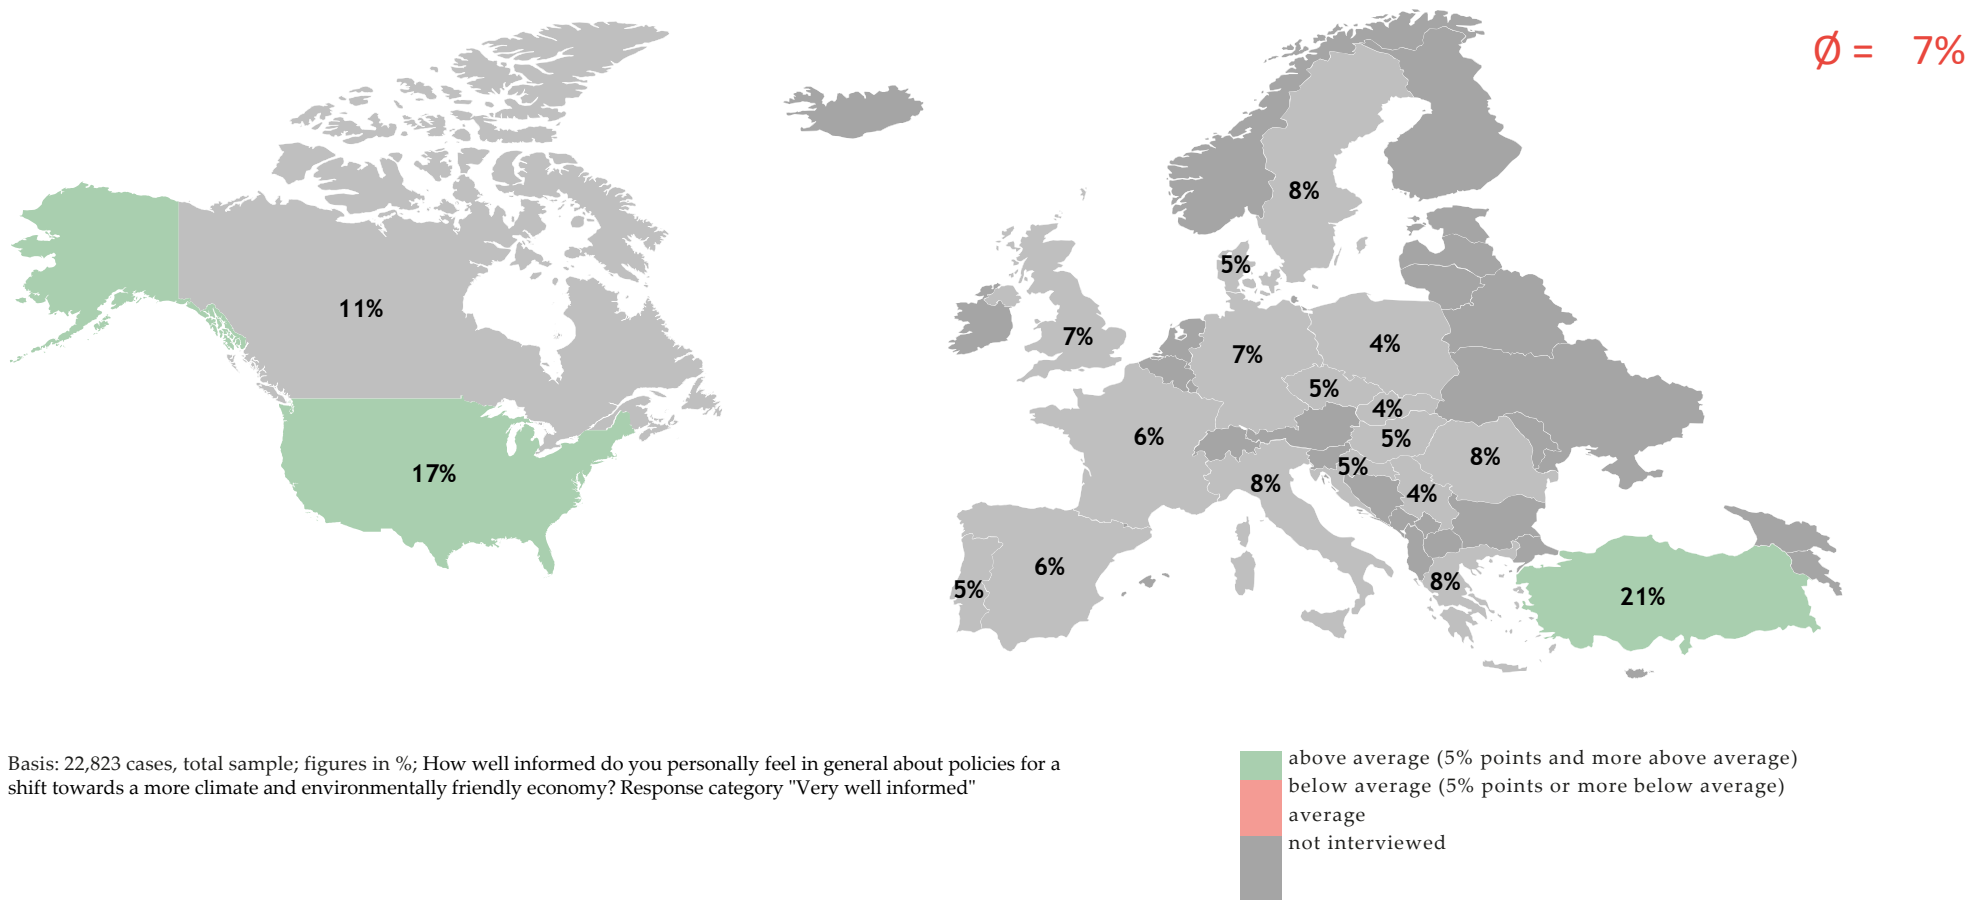 Ø = 7%
8%
5%
11%
7%
7%
4%
5%
4%
6%
5%
8%
17%
8%
5%
4%
6%
5%
8%
21%
Basis: 22,823 cases, total sample; figures in %; How well informed do you personally feel in general about policies for a
shift towards a more climate and environmentally friendly economy? Response category "Very well informed"
above average (5% points and more above average)
below average (5% points or more below average)
average
not interviewed